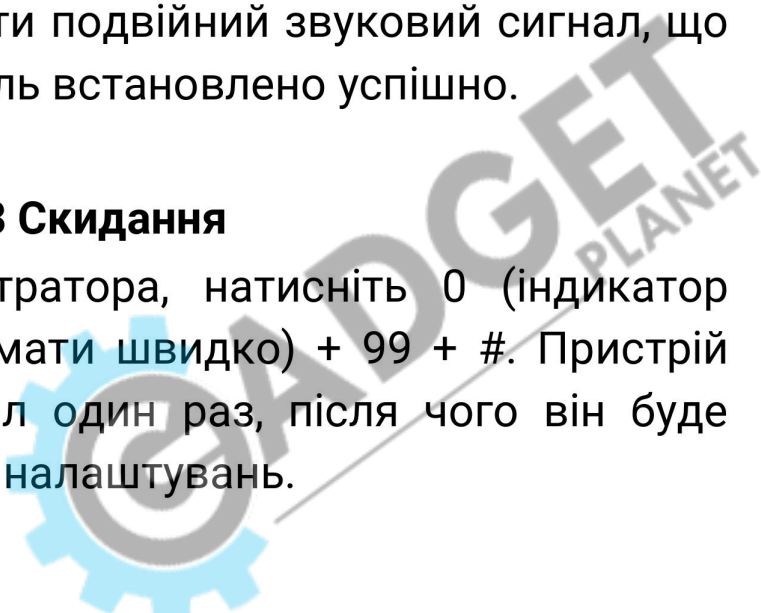 ти подвійний звуковий сигнал, що
ль встановлено успішно.
3 Скидання
тратора, натисніть 0 (індикатор
мати швидко) + 99 + #. Пристрій
л один раз, після чого він буде
налаштувань.
GADGET
PLANET